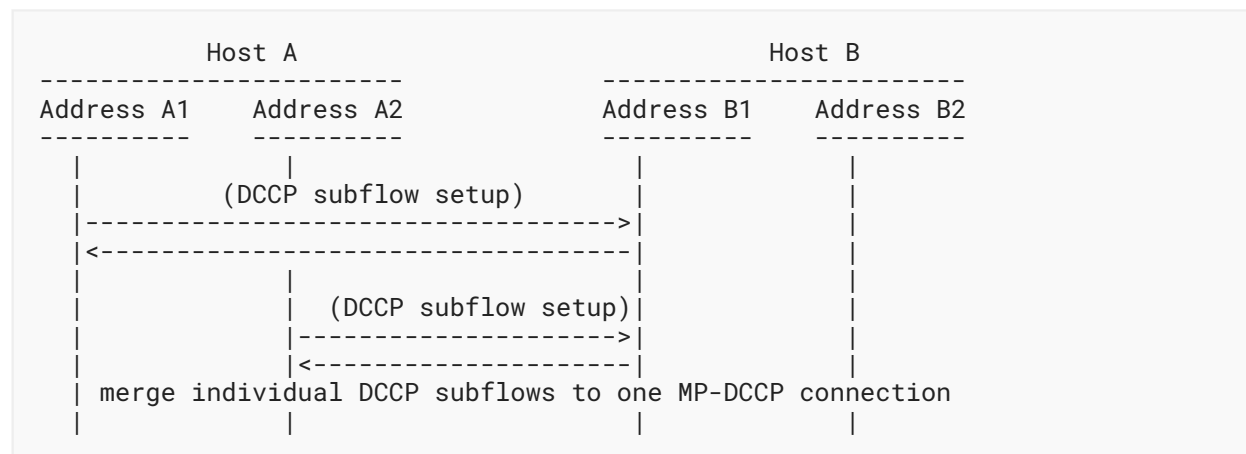 Host A                               Host B
 ------------------------             ------------------------
 Address A1    Address A2             Address B1    Address B2
 ----------    ----------             ----------    ----------
   |             |                      |             |
   |         (DCCP subflow setup)       |             |
   |----------------------------------->|             |
   |<-----------------------------------|             |
   |             |                      |             |
   |             |  (DCCP subflow setup)|             |
   |             |--------------------->|             |
   |             |<---------------------|             |
   | merge individual DCCP subflows to one MP-DCCP connection
   |             |                      |             |